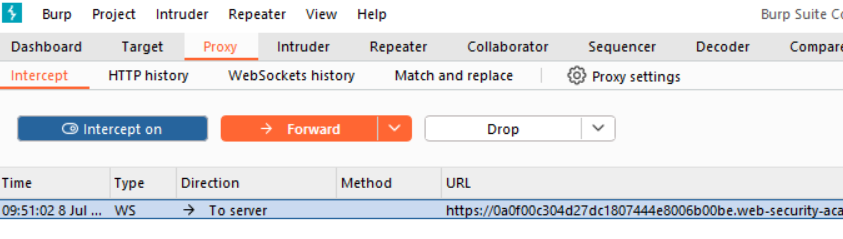 Burp Project Intruder Repeater View Help Burp Suite Co
Dashboard Target Proxy Intruder Repeater Collaborator Sequencer Decoder Compare
Intercept HTTP history WebSockets history Match and replace Proxy settings
Intercept on → Forward Drop
Time Type Direction Method URL
09:51:02 8 Jul ... WS → To server https://0a0f00c304d27dc1807444e8006b00be.web-security-aca